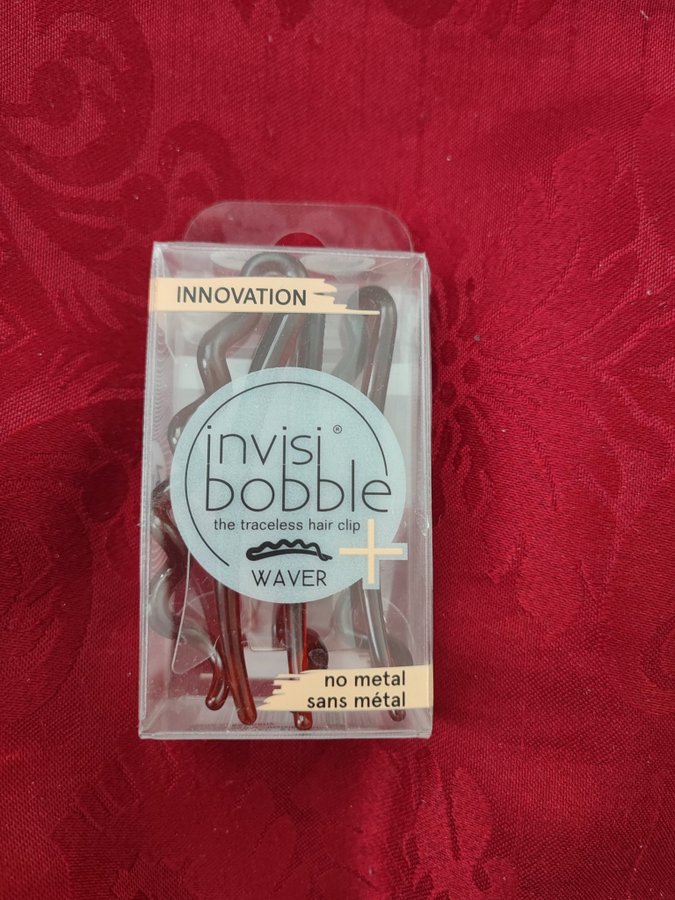 INNOVATION
invisi®
bobble
the traceless hair clip
+
WAVER
no metal
sans métal